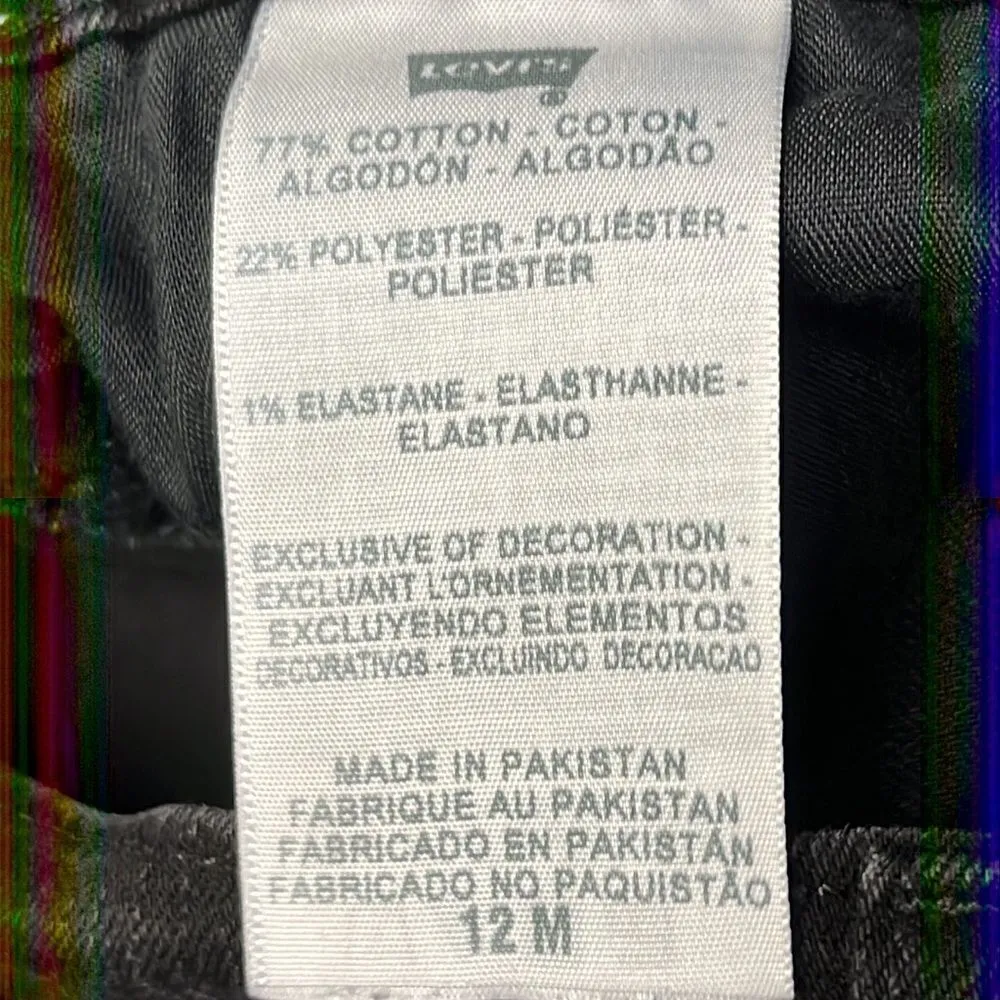 Levi's
®
77% COTTON - COTON -
ALGODÓN - ALGODÃO
22% POLYESTER - POLIÉSTER -
POLIESTER
1% ELASTANE - ELASTHANNE -
ELASTANO
EXCLUSIVE OF DECORATION -
EXCLUANT L'ORNEMENTATION -
EXCLUYENDO ELEMENTOS
DECORATIVOS - EXCLUINDO DECORACAO
MADE IN PAKISTAN
FABRIQUE AU PAKISTAN
FABRICADO EN PAKISTÁN
FABRICADO NO PAQUISTÃO
12 M